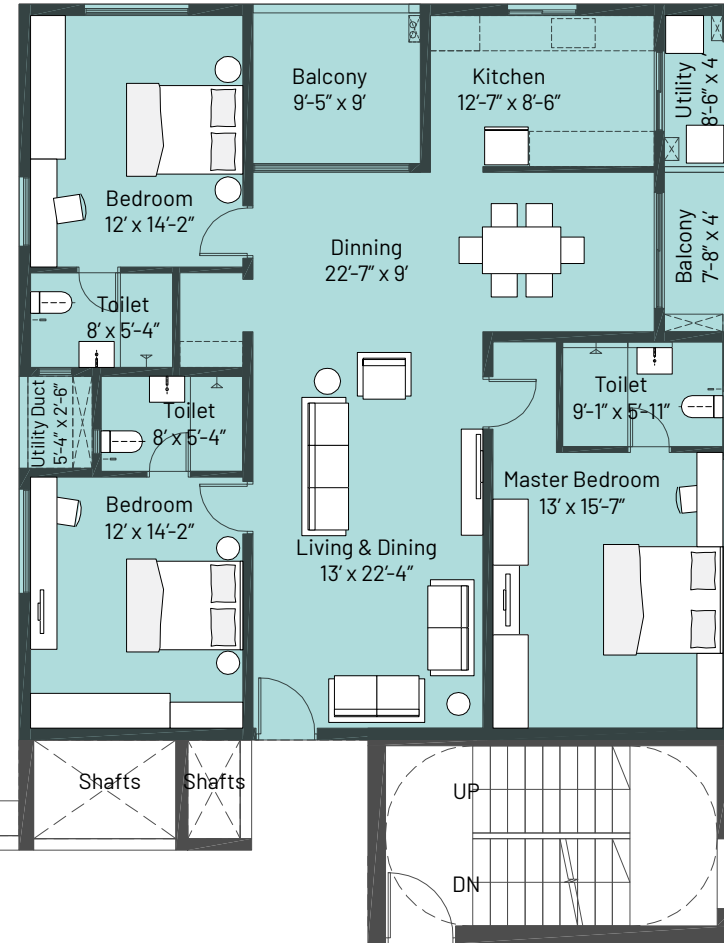 Balcony
9′-5″ x 9′
Kitchen
12′-7″ x 8′-6″
Utility
8′-6″ x 4′
Bedroom
12′ x 14′-2″
Dinning
22′-7″ x 9′
Balcony
7′-8″ x 4′
Toilet
8′ x 5′-4″
Toilet
9′-1″ x 5′-11″
Utility Duct
5′-4″ x 2′-6″
Toilet
8′ x 5′-4″
Master Bedroom
13′ x 15′-7″
Bedroom
12′ x 14′-2″
Living & Dining
13′ x 22′-4″
Shafts
Shafts
UP
DN